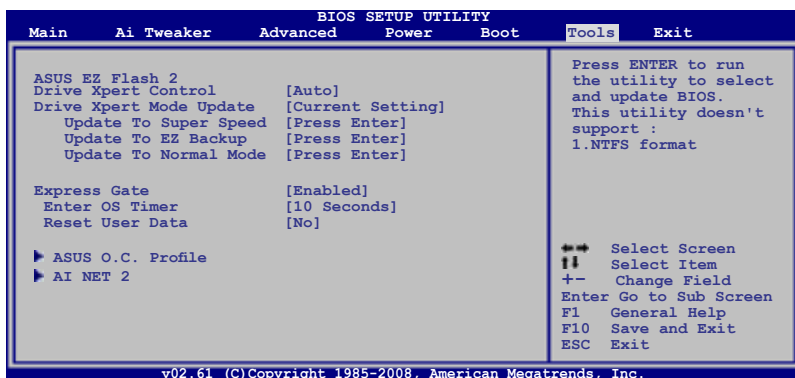 BIOS SETUP UTILITY
Main Ai Tweaker Advanced Power Boot Tools Exit
ASUS EZ Flash 2
Drive Xpert Control [Auto]
Drive Xpert Mode Update [Current Setting]
Update To Super Speed [Press Enter]
Update To EZ Backup [Press Enter]
Update To Normal Mode [Press Enter]
Express Gate [Enabled]
Enter OS Timer [10 Seconds]
Reset User Data [No]
ASUS O.C. Profile
AI NET 2
Press ENTER to run
the utility to select
and update BIOS.
This utility doesn't
support :
1.NTFS format
Select Screen
Select Item
+- Change Field
Enter Go to Sub Screen
F1 General Help
F10 Save and Exit
ESC Exit
v02.61 (C)Copyright 1985-2008, American Megatrends, Inc.